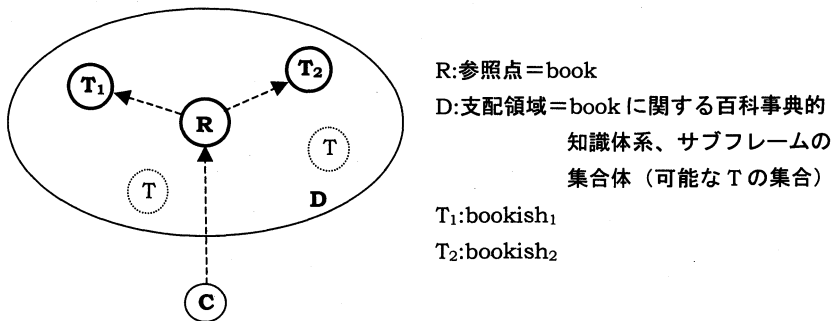 T₁
T₂
R
T
T
D
C
R:参照点＝book
D:支配領域＝bookに関する百科事典的
知識体系、サブフレームの
集合体（可能なTの集合）
T₁:bookish₁
T₂:bookish₂